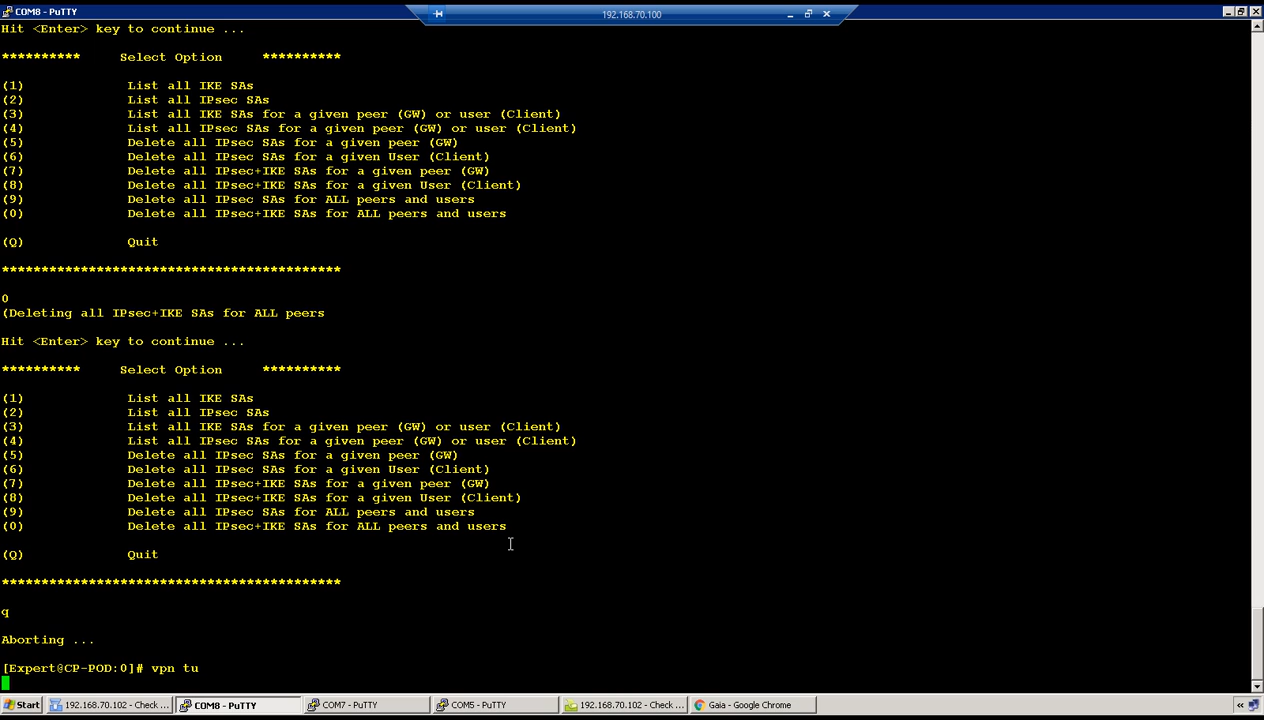 COM8 - PuTTY
192.168.70.100
Hit <Enter> key to continue ...
********** Select Option **********
(1) List all IKE SAs
(2) List all IPsec SAs
(3) List all IKE SAs for a given peer (GW) or user (Client)
(4) List all IPsec SAs for a given peer (GW) or user (Client)
(5) Delete all IPsec SAs for a given peer (GW)
(6) Delete all IPsec SAs for a given User (Client)
(7) Delete all IPsec+IKE SAs for a given peer (GW)
(8) Delete all IPsec+IKE SAs for a given User (Client)
(9) Delete all IPsec SAs for ALL peers and users
(0) Delete all IPsec+IKE SAs for ALL peers and users
(Q) Quit
*******************************************
0
(Deleting all IPsec+IKE SAs for ALL peers
Hit <Enter> key to continue ...
********** Select Option **********
(1) List all IKE SAs
(2) List all IPsec SAs
(3) List all IKE SAs for a given peer (GW) or user (Client)
(4) List all IPsec SAs for a given peer (GW) or user (Client)
(5) Delete all IPsec SAs for a given peer (GW)
(6) Delete all IPsec SAs for a given User (Client)
(7) Delete all IPsec+IKE SAs for a given peer (GW)
(8) Delete all IPsec+IKE SAs for a given User (Client)
(9) Delete all IPsec SAs for ALL peers and users
(0) Delete all IPsec+IKE SAs for ALL peers and users
(Q) Quit
*******************************************
q
Aborting ...
[Expert@CP-POD:0]# vpn tu
Start 192.168.70.102 - Check ... COM8 - PuTTY COM7 - PuTTY COM5 - PuTTY 192.168.70.102 - Check ... Gaia - Google Chrome «